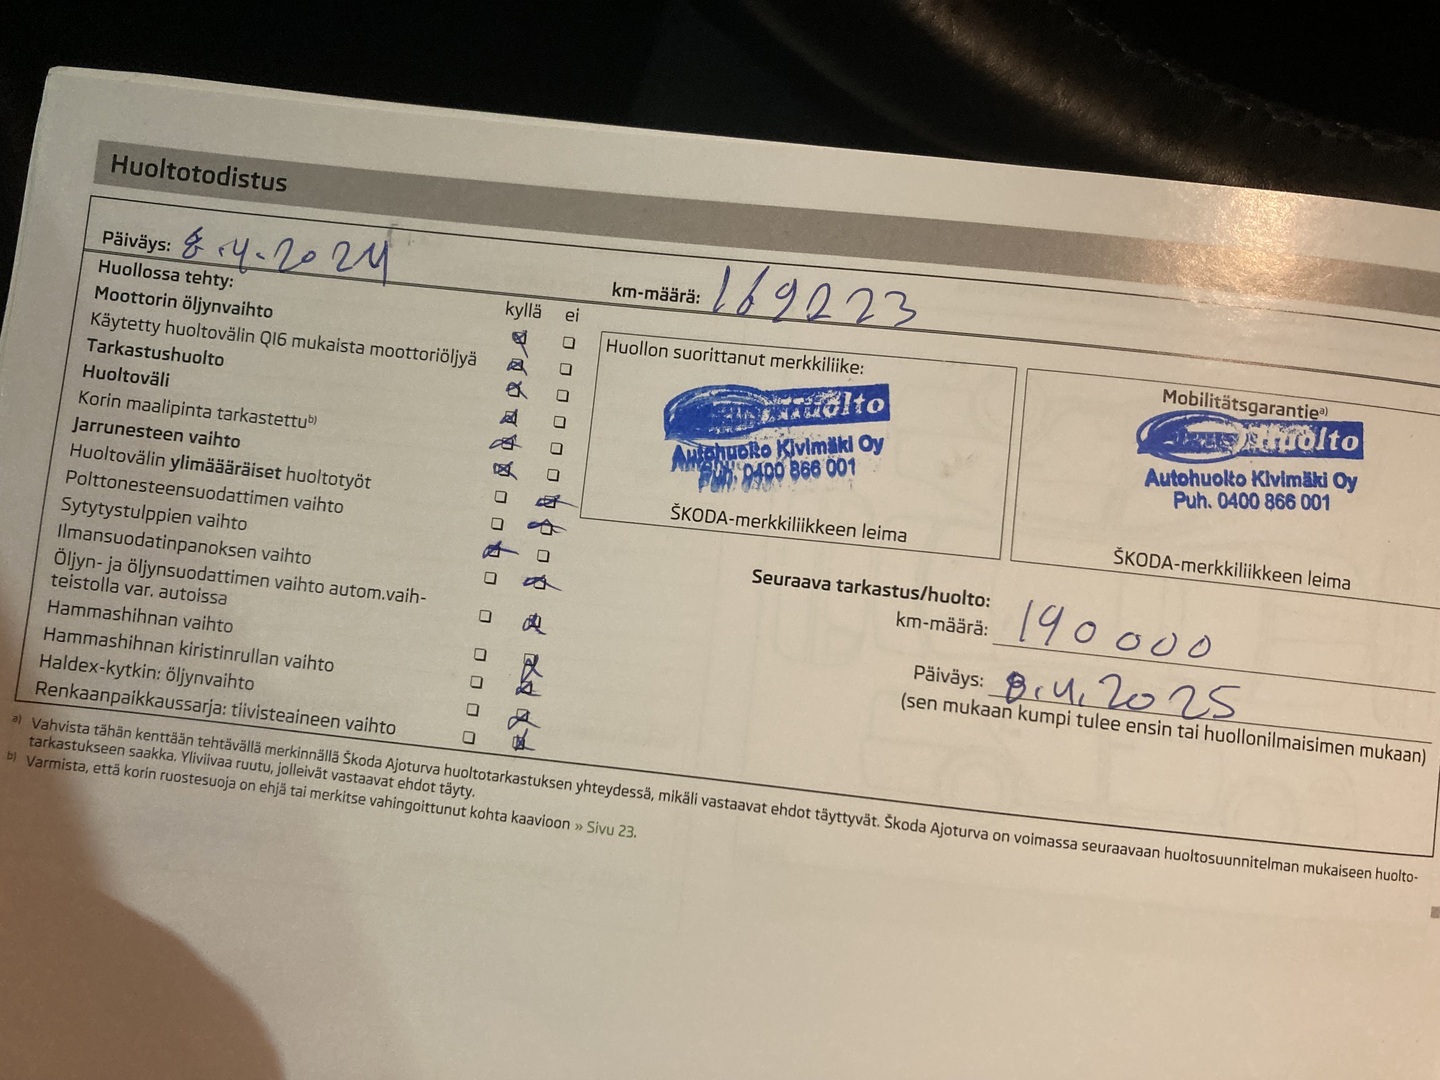 Huoltotodistus
Päiväys: 8.4.2024
km-määrä: 169223
Huollossa tehty:
kyllä ei
Moottorin öljynvaihto
Käytetty huoltovälin QI6 mukaista moottoriöljyä
Tarkastushuolto
Huoltoväli
Korin maalipinta tarkastettu b)
Jarrunesteen vaihto
Huoltovälin ylimääräiset huoltotyöt
Polttonesteensuodattimen vaihto
Sytytystulppien vaihto
Ilmansuodatinpanoksen vaihto
Öljyn- ja öljynsuodattimen vaihto autom.vaih-
teistolla var. autoissa
Hammashihnan vaihto
Hammashihnan kiristinrullan vaihto
Haldex-kytkin: öljynvaihto
Renkaanpaikkaussarja: tiivisteaineen vaihto
Huollon suorittanut merkkiliike:
Huolto
Autohuolto Kivimäki Oy
Puh. 0400 866 001
ŠKODA-merkkiliikkeen leima
Mobilitätsgarantie a)
Huolto
Autohuolto Kivimäki Oy
Puh. 0400 866 001
ŠKODA-merkkiliikkeen leima
Seuraava tarkastus/huolto:
km-määrä: 190 000
Päiväys: 8.4.2025
(sen mukaan kumpi tulee ensin tai huollonilmaisimen mukaan)
a) Vahvista tähän kenttään tehtävällä merkinnällä Škoda Ajoturva huoltotarkastuksen yhteydessä, mikäli vastaavat ehdot täyttyvät. Škoda Ajoturva on voimassa seuraavaan huoltosuunnitelman mukaiseen huolto-
tarkastukseen saakka. Yliviivaa ruutu, jolleivät vastaavat ehdot täyty.
b) Varmista, että korin ruostesuoja on ehjä tai merkitse vahingoittunut kohta kaavioon » Sivu 23.